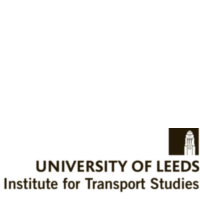 UNIVERSITY OF LEEDS
Institute for Transport Studies